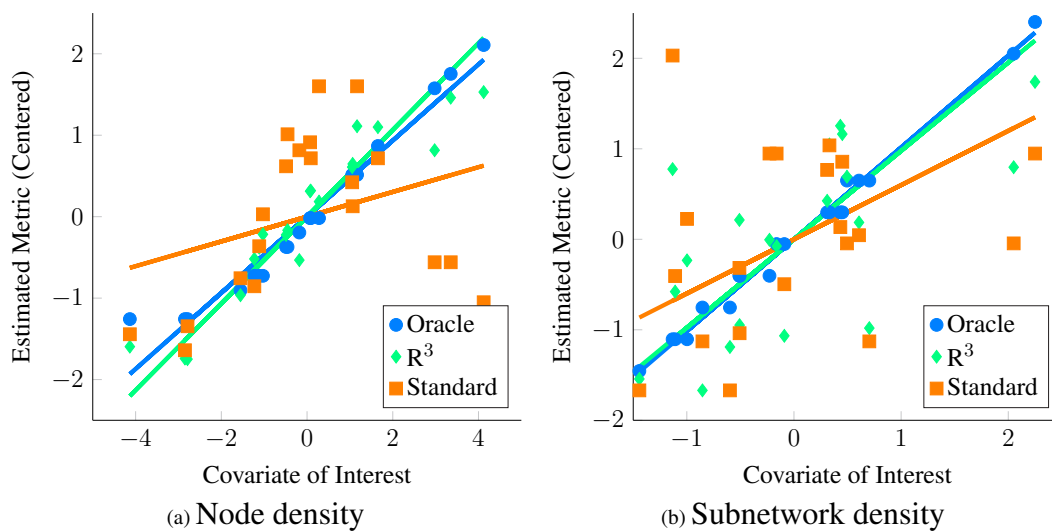 2
1
0
−1
−2
−4
−2
0
2
4
Estimated Metric (Centered)
Covariate of Interest
Oracle
R³
Standard
(a) Node density
2
1
0
−1
−2
−1
0
1
2
Estimated Metric (Centered)
Covariate of Interest
Oracle
R³
Standard
(b) Subnetwork density